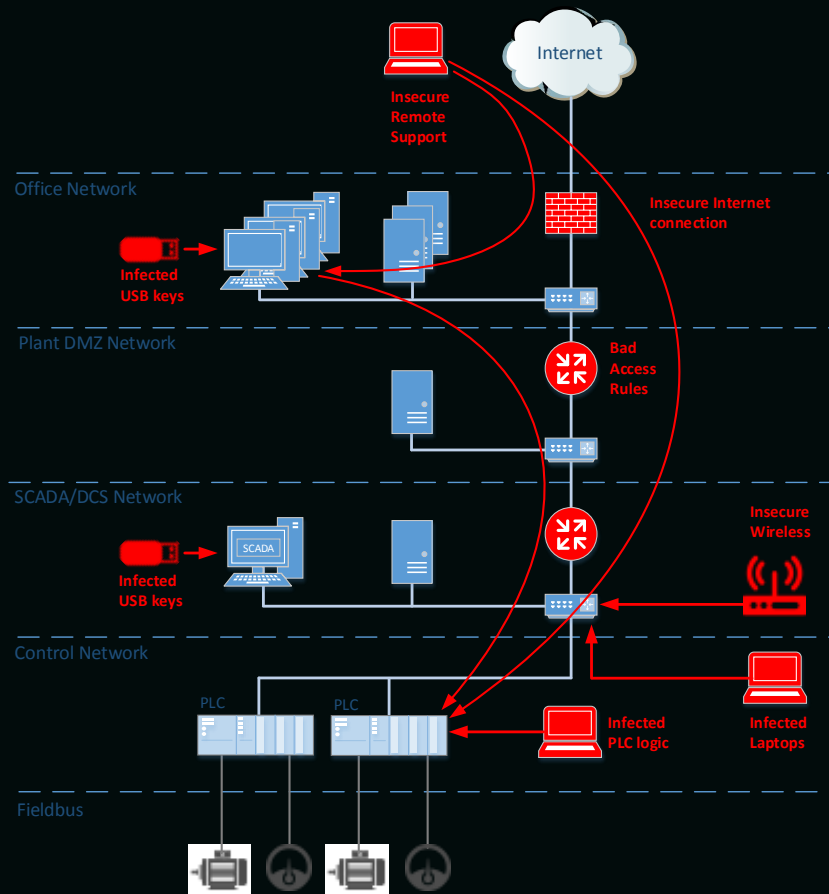 Internet
Insecure
Remote
Support
Office Network
Insecure Internet
connection
Infected
USB keys
Plant DMZ Network
Bad
Access
Rules
SCADA/DCS Network
Insecure
Wireless
SCADA
Infected
USB keys
Control Network
PLC
PLC
Infected
PLC logic
Infected
Laptops
Fieldbus